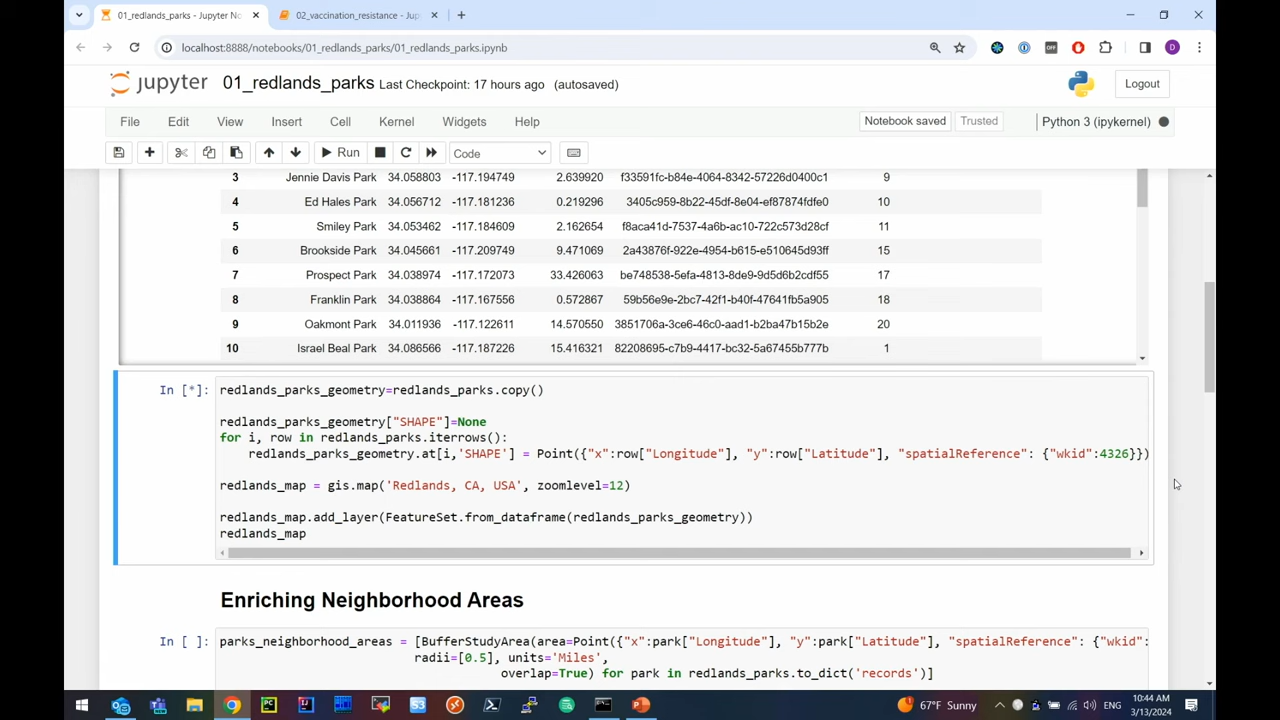 01_redlands_parks - Jupyter No
02_vaccination_resistance - Jup
localhost:8888/notebooks/01_redlands_parks/01_redlands_parks.ipynb
OFF
D
jupyter 01_redlands_parks Last Checkpoint: 17 hours ago (autosaved)
Logout
File Edit View Insert Cell Kernel Widgets Help
Notebook saved Trusted Python 3 (ipykernel)
Run Code
3 Jennie Davis Park 34.058803 -117.194749 2.639920 f33591fc-b84e-4064-8342-57226d0400c1 9
4 Ed Hales Park 34.056712 -117.181236 0.219296 3405c959-8b22-45df-8e04-ef87874fdfe0 10
5 Smiley Park 34.053462 -117.184609 2.162654 f8aca41d-7537-4a6b-ac10-722c573d28cf 11
6 Brookside Park 34.045661 -117.209749 9.471069 2a43876f-922e-4954-b615-e510645d93ff 15
7 Prospect Park 34.038974 -117.172073 33.426063 be748538-5efa-4813-8de9-9d5d6b2cdf55 17
8 Franklin Park 34.038864 -117.167556 0.572867 59b56e9e-2bc7-42f1-b40f-47641fb5a905 18
9 Oakmont Park 34.011936 -117.122611 14.570550 3851706a-3ce6-46c0-aad1-b2ba47b15b2e 20
10 Israel Beal Park 34.086566 -117.187226 15.416321 82208695-c7b9-4417-bc32-5a67455b777b 1
In [*]: redlands_parks_geometry=redlands_parks.copy()
redlands_parks_geometry["SHAPE"]=None
for i, row in redlands_parks.iterrows():
redlands_parks_geometry.at[i,'SHAPE'] = Point({"x":row["Longitude"], "y":row["Latitude"], "spatialReference": {"wkid":4326}})
redlands_map = gis.map('Redlands, CA, USA', zoomlevel=12)
redlands_map.add_layer(FeatureSet.from_dataframe(redlands_parks_geometry))
redlands_map
Enriching Neighborhood Areas
In [ ]: parks_neighborhood_areas = [BufferStudyArea(area=Point({"x":park["Longitude"], "y":park["Latitude"], "spatialReference": {"wkid":
radii=[0.5], units='Miles',
overlap=True) for park in redlands_parks.to_dict('records')]
67°F Sunny ENG 10:44 AM
3/13/2024